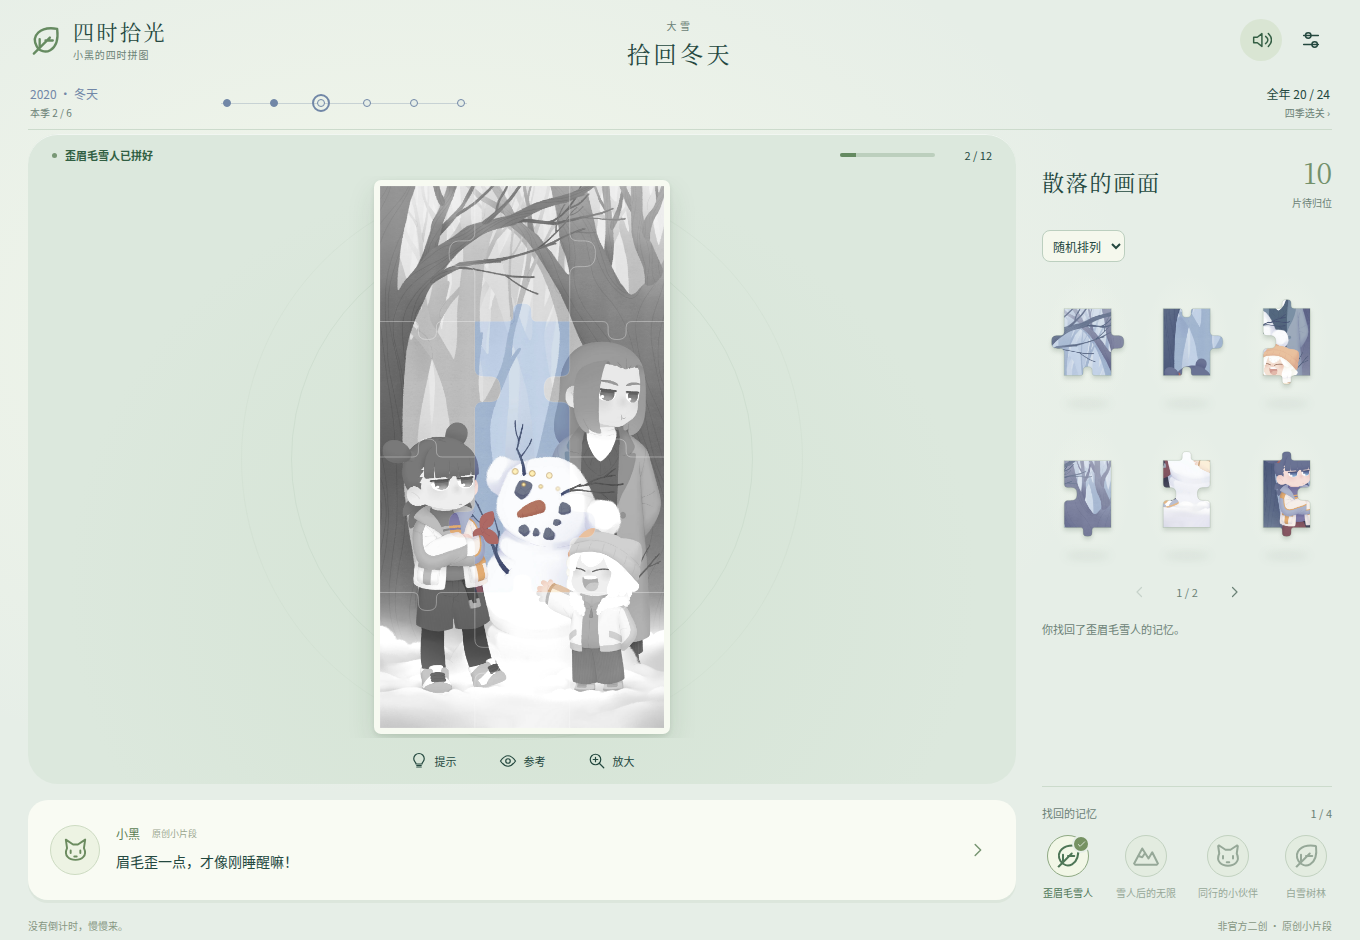 四时拾光
小黑的四时拼图
大雪
拾回冬天
2020 · 冬天
本季 2 / 6
全年 20 / 24
四季选关 ›
歪眉毛雪人已拼好
2 / 12
散落的画面
10
片待归位
随机排列
1 / 2
你找回了歪眉毛雪人的记忆。
提示
参考
放大
小黑 原创小片段
眉毛歪一点，才像刚睡醒嘛！
找回的记忆
1 / 4
歪眉毛雪人
雪人后的无限
同行的小伙伴
白雪树林
没有倒计时，慢慢来。
非官方二创 · 原创小片段